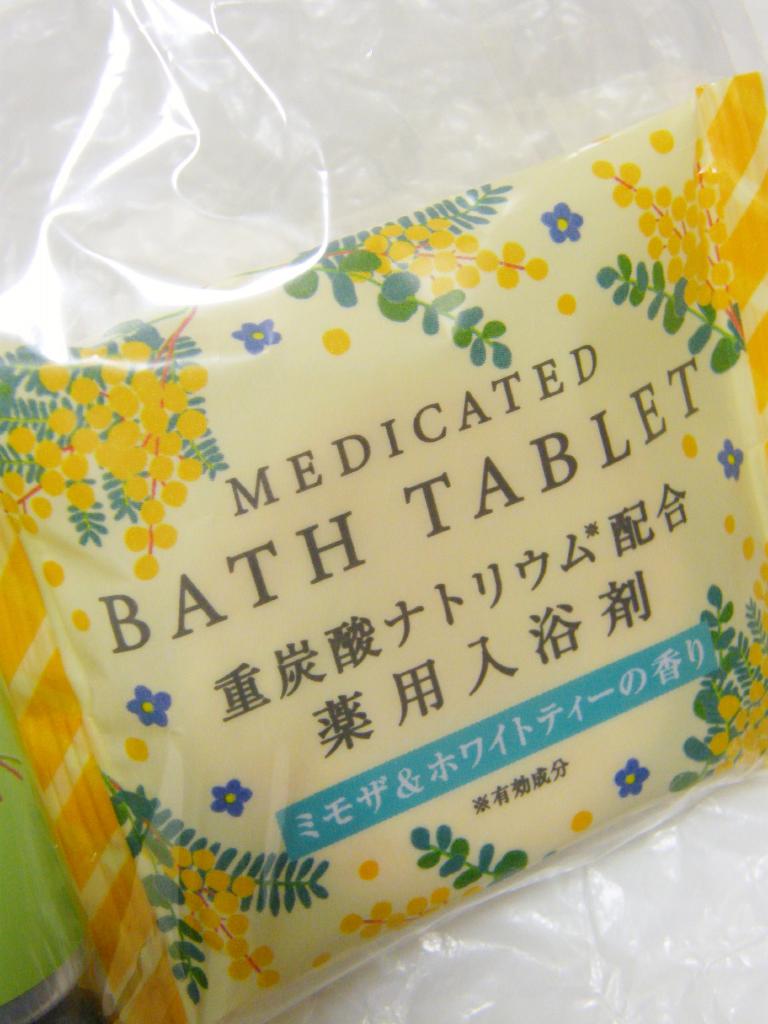 MEDICATED
BATH TABLET
重炭酸ナトリウム※配合
薬用入浴剤
ミモザ&ホワイトティーの香り
※有効成分